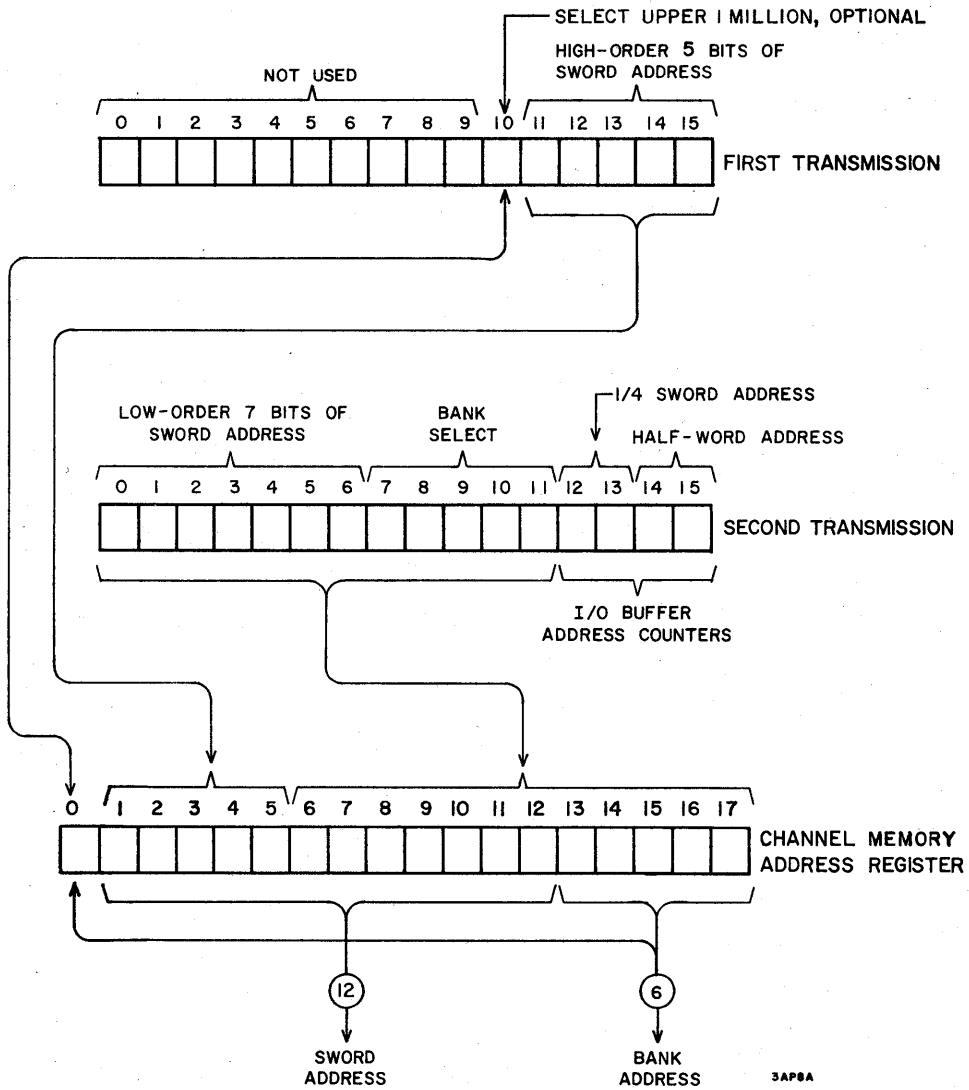 SELECT UPPER 1 MILLION, OPTIONAL
HIGH-ORDER 5 BITS OF
SWORD ADDRESS
NOT USED
0 1 2 3 4 5 6 7 8 9 10 11 12 13 14 15
FIRST TRANSMISSION
1/4 SWORD ADDRESS
LOW-ORDER 7 BITS OF
SWORD ADDRESS
BANK
SELECT
HALF-WORD ADDRESS
0 1 2 3 4 5 6 7 8 9 10 11 12 13 14 15
SECOND TRANSMISSION
I/O BUFFER
ADDRESS COUNTERS
0 1 2 3 4 5 6 7 8 9 10 11 12 13 14 15 16 17
CHANNEL MEMORY
ADDRESS REGISTER
12
6
SWORD
ADDRESS
BANK
ADDRESS
3AP8A